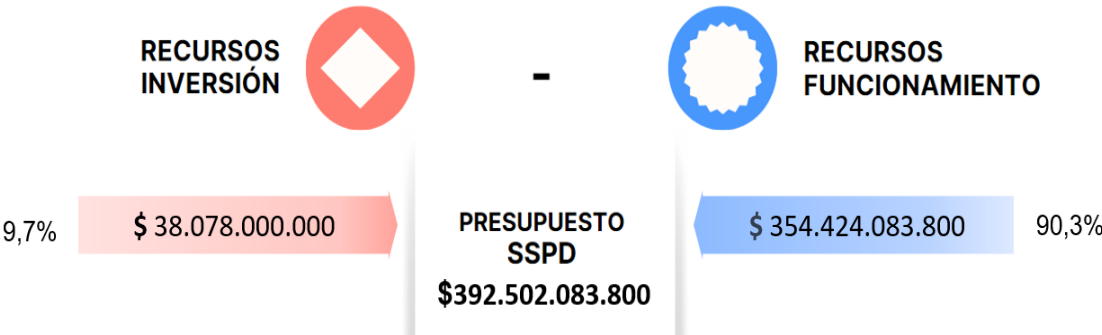 RECURSOS
INVERSIÓN
-
RECURSOS
FUNCIONAMIENTO
9,7%
$ 38.078.000.000
PRESUPUESTO
SSPD
$392.502.083.800
$ 354.424.083.800
90,3%